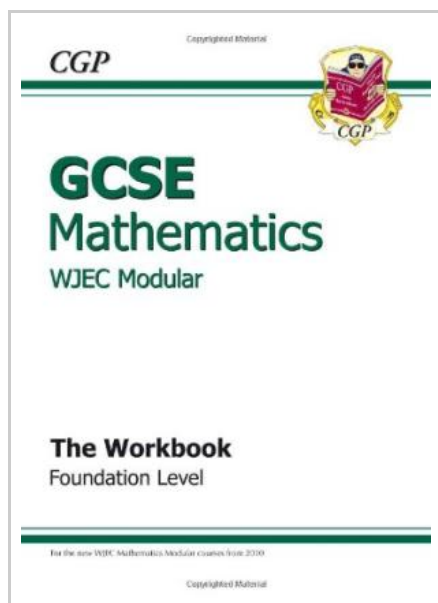 Copyrighted Material
CGP
CGP
CGP
GCSE
Mathematics
WJEC Modular
The Workbook
Foundation Level
For the new WJEC Mathematics Modular courses from 2010
Copyrighted Material